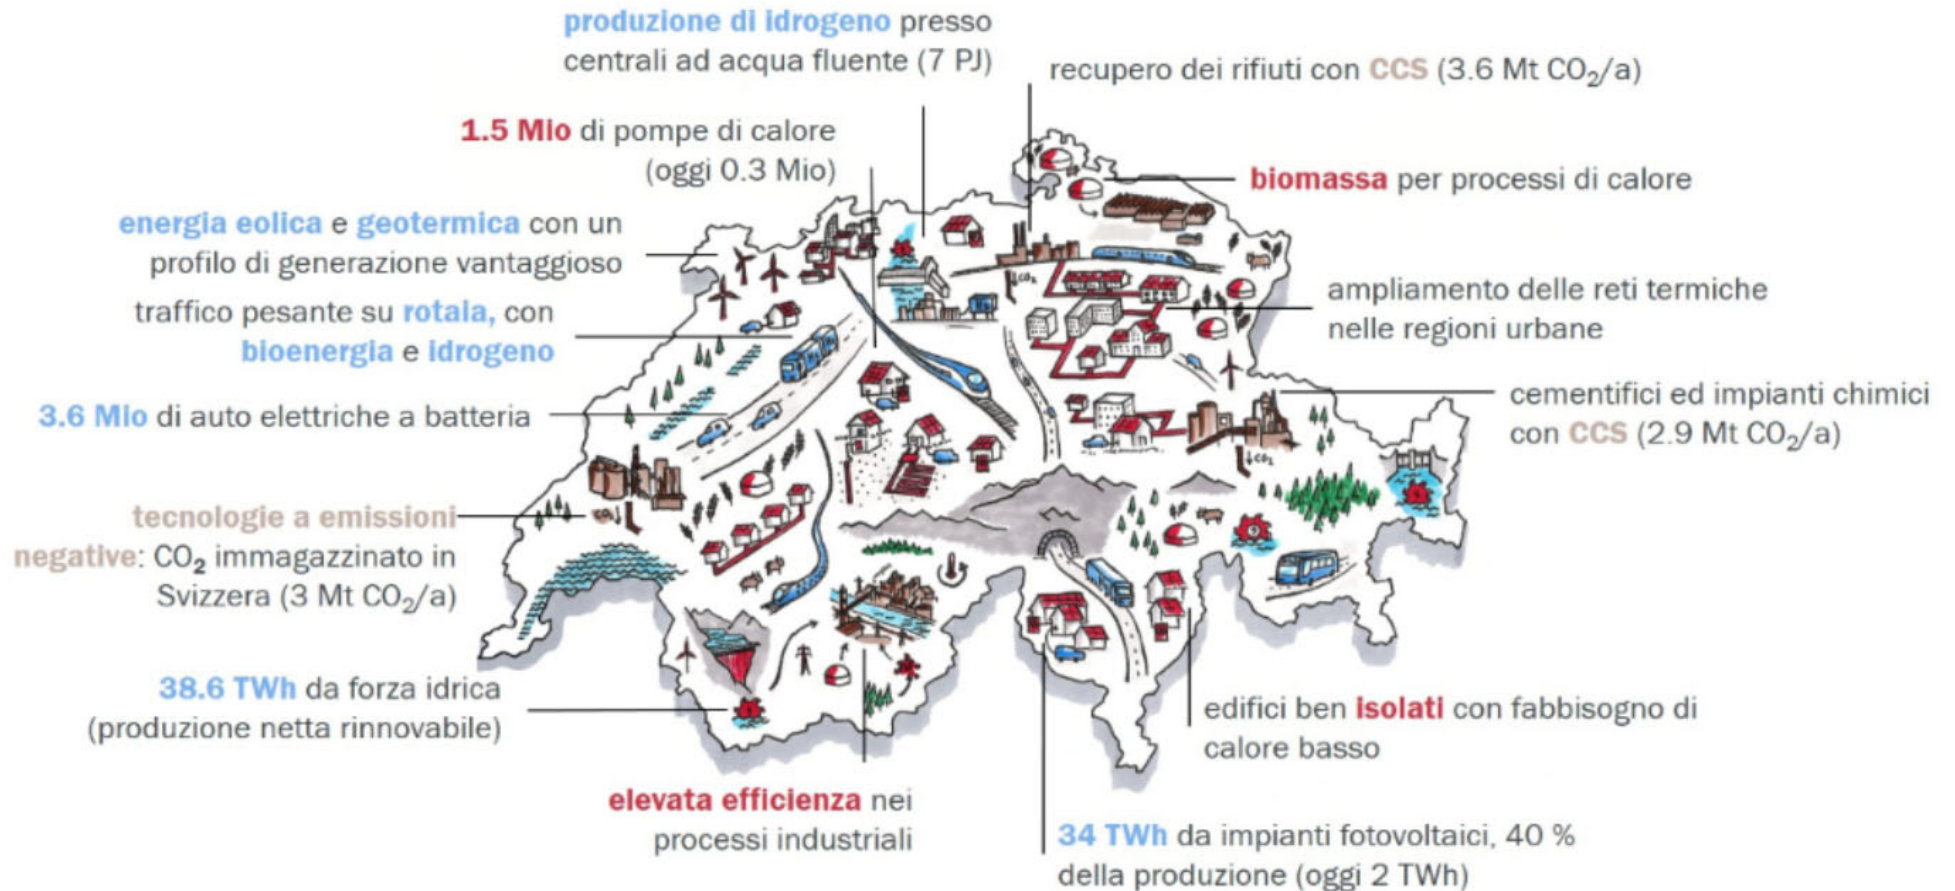 produzione di idrogeno presso
centrali ad acqua fluente (7 PJ)
recupero dei rifiuti con CCS (3.6 Mt CO₂/a)
1.5 Mio di pompe di calore
(oggi 0.3 Mio)
biomassa per processi di calore
energia eolica e geotermica con un
profilo di generazione vantaggioso
traffico pesante su rotaia, con
bioenergia e idrogeno
ampliamento delle reti termiche
nelle regioni urbane
3.6 Mio di auto elettriche a batteria
cementifici ed impianti chimici
con CCS (2.9 Mt CO₂/a)
tecnologie a emissioni
negative: CO₂ immagazzinato in
Svizzera (3 Mt CO₂/a)
38.6 TWh da forza idrica
(produzione netta rinnovabile)
edifici ben isolati con fabbisogno di
calore basso
elevata efficienza nei
processi industriali
34 TWh da impianti fotovoltaici, 40 %
della produzione (oggi 2 TWh)
CO₂
CO₂